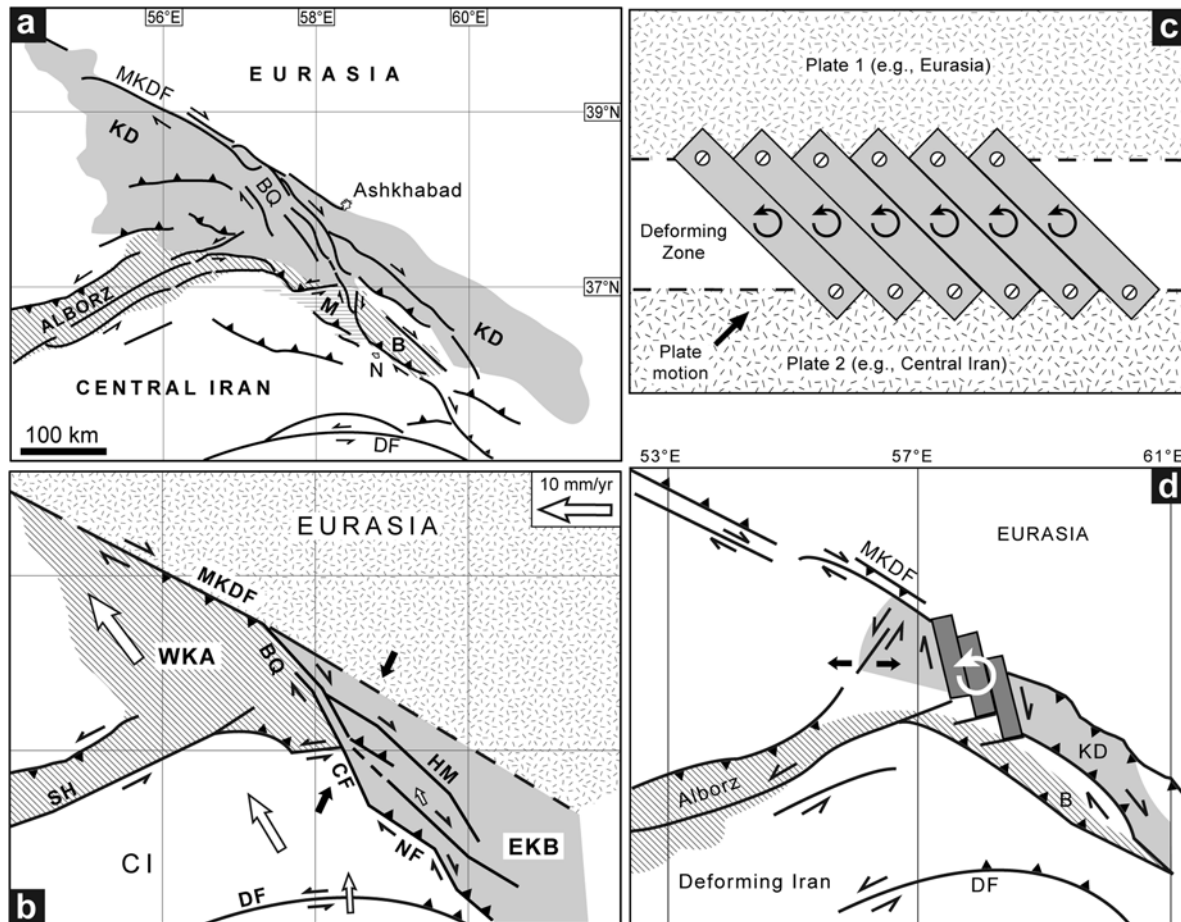 a
56°E
58°E
60°E
EURASIA
MKDF
39°N
KD
BQ
Ashkhabad
37°N
ALBORZ
M
B
KD
N
CENTRAL IRAN
100 km
DF
c
Plate 1 (e.g., Eurasia)
Deforming
Zone
Plate
motion
Plate 2 (e.g., Central Iran)
10 mm/yr
EURASIA
MKDF
WKA
BQ
HM
SH
CF
CI
NF
EKB
DF
b
53°E
57°E
61°E
d
EURASIA
MKDF
KD
Alborz
B
Deforming Iran
DF